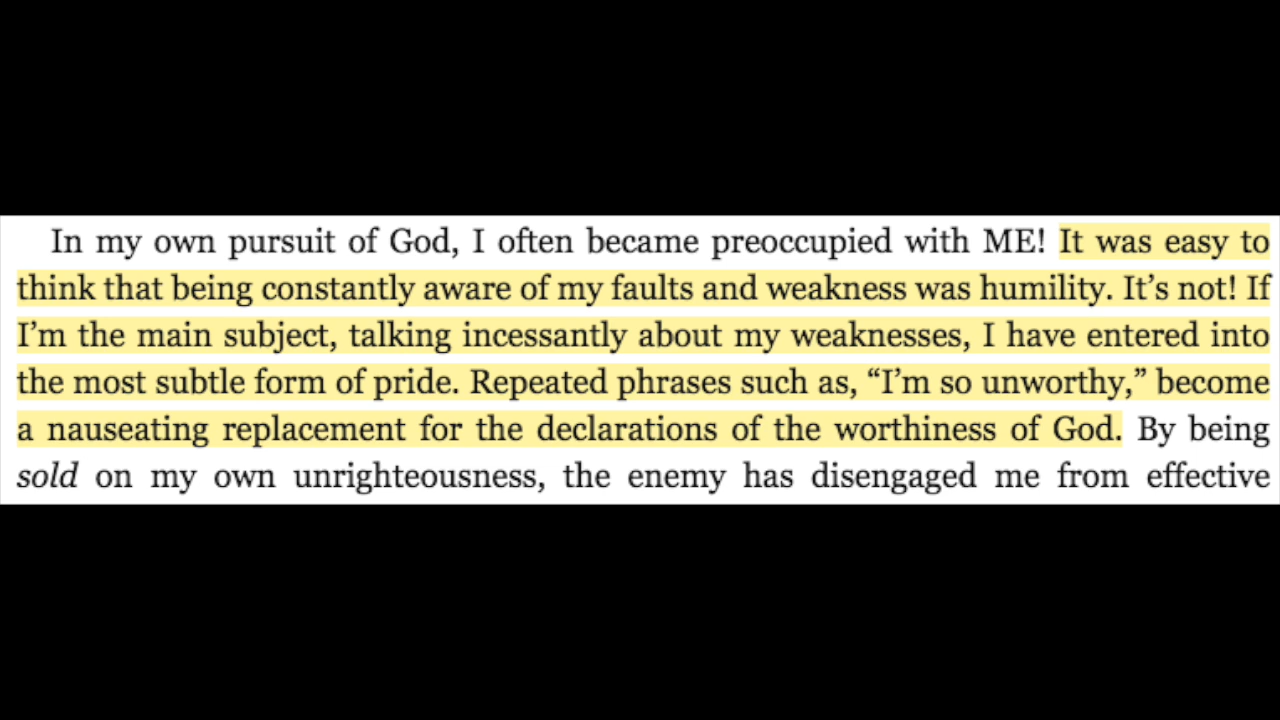 In my own pursuit of God, I often became preoccupied with ME! It was easy to
think that being constantly aware of my faults and weakness was humility. It’s not! If
I’m the main subject, talking incessantly about my weaknesses, I have entered into
the most subtle form of pride. Repeated phrases such as, “I’m so unworthy,” become
a nauseating replacement for the declarations of the worthiness of God. By being
sold on my own unrighteousness, the enemy has disengaged me from effective